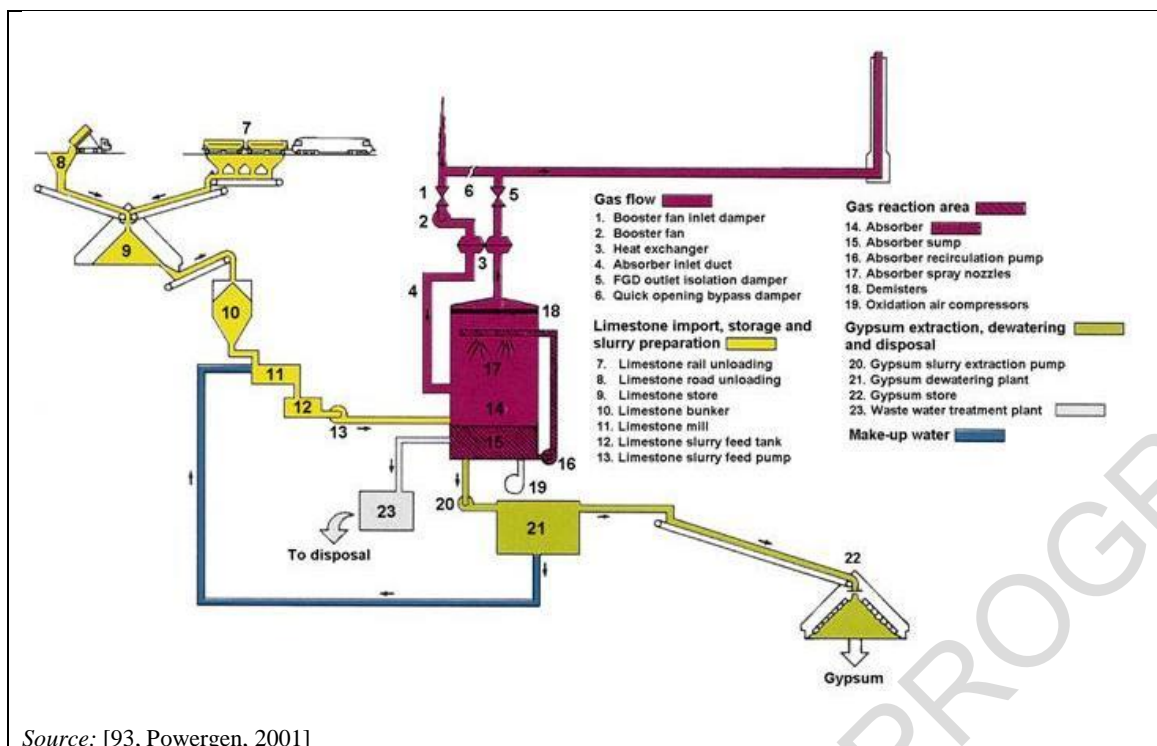 7
8
1
6
5
Gas flow
1. Booster fan inlet damper
2. Booster fan
3. Heat exchanger
4. Absorber inlet duct
5. FGD outlet isolation damper
6. Quick opening bypass damper
Limestone import, storage and
slurry preparation
7. Limestone rail unloading
8. Limestone road unloading
9. Limestone store
10. Limestone bunker
11. Limestone mill
12. Limestone slurry feed tank
13. Limestone slurry feed pump
Gas reaction area
14. Absorber
15. Absorber sump
16. Absorber recirculation pump
17. Absorber spray nozzles
18. Demisters
19. Oxidation air compressors
Gypsum extraction, dewatering
and disposal
20. Gypsum slurry extraction pump
21. Gypsum dewatering plant
22. Gypsum store
23. Waste water treatment plant
Make-up water
2
9
3
4
10
18
17
11
14
12
13
15
16
19
20
23
21
To disposal
22
Gypsum
Source: [93, Powergen, 2001]
PROGR